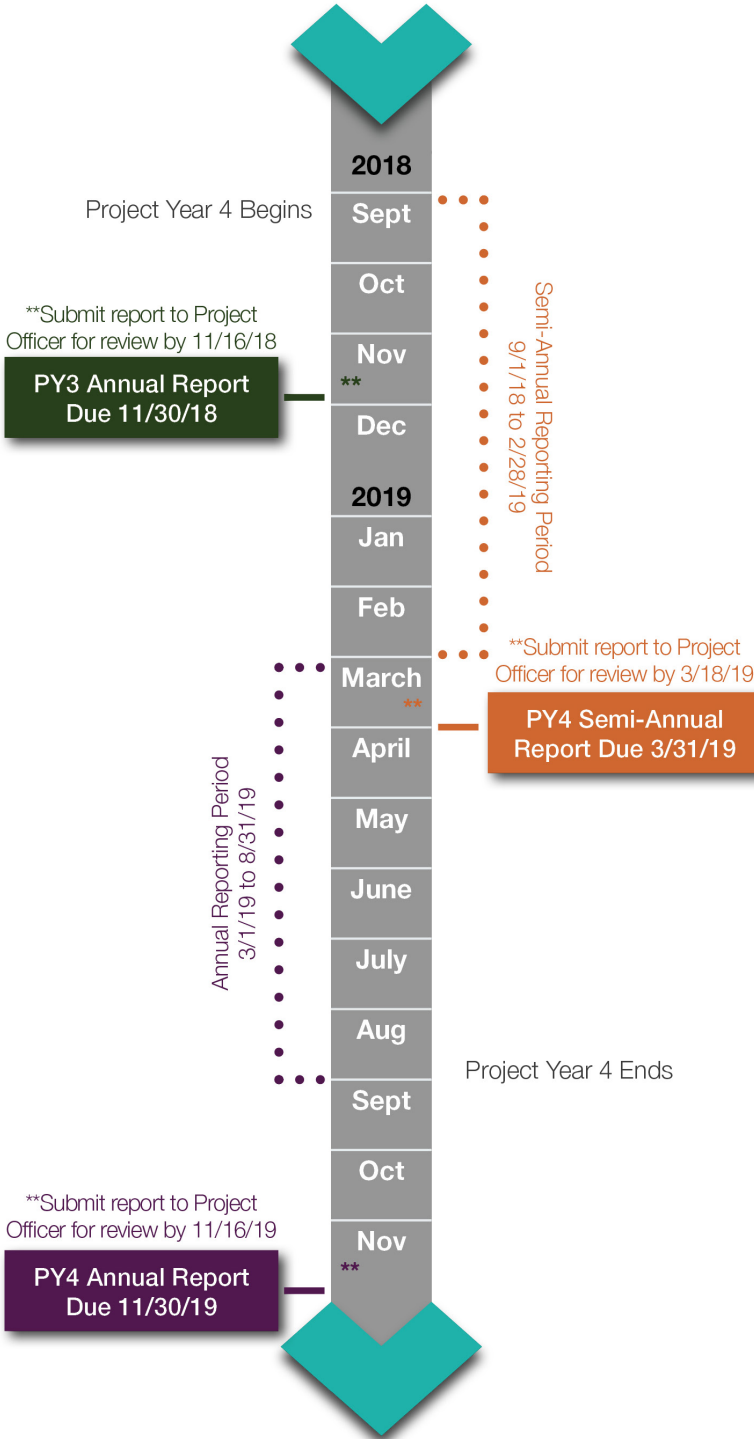 2018
Project Year 4 Begins
Sept
Oct
**Submit report to Project
Officer for review by 11/16/18
PY3 Annual Report
Due 11/30/18
Nov
**
Dec
Semi-Annual Reporting Period
9/1/18 to 2/28/19
2019
Jan
Feb
**Submit report to Project
Officer for review by 3/18/19
March
**
PY4 Semi-Annual
Report Due 3/31/19
April
Annual Reporting Period
3/1/19 to 8/31/19
May
June
July
Aug
Project Year 4 Ends
Sept
Oct
**Submit report to Project
Officer for review by 11/16/19
Nov
**
PY4 Annual Report
Due 11/30/19